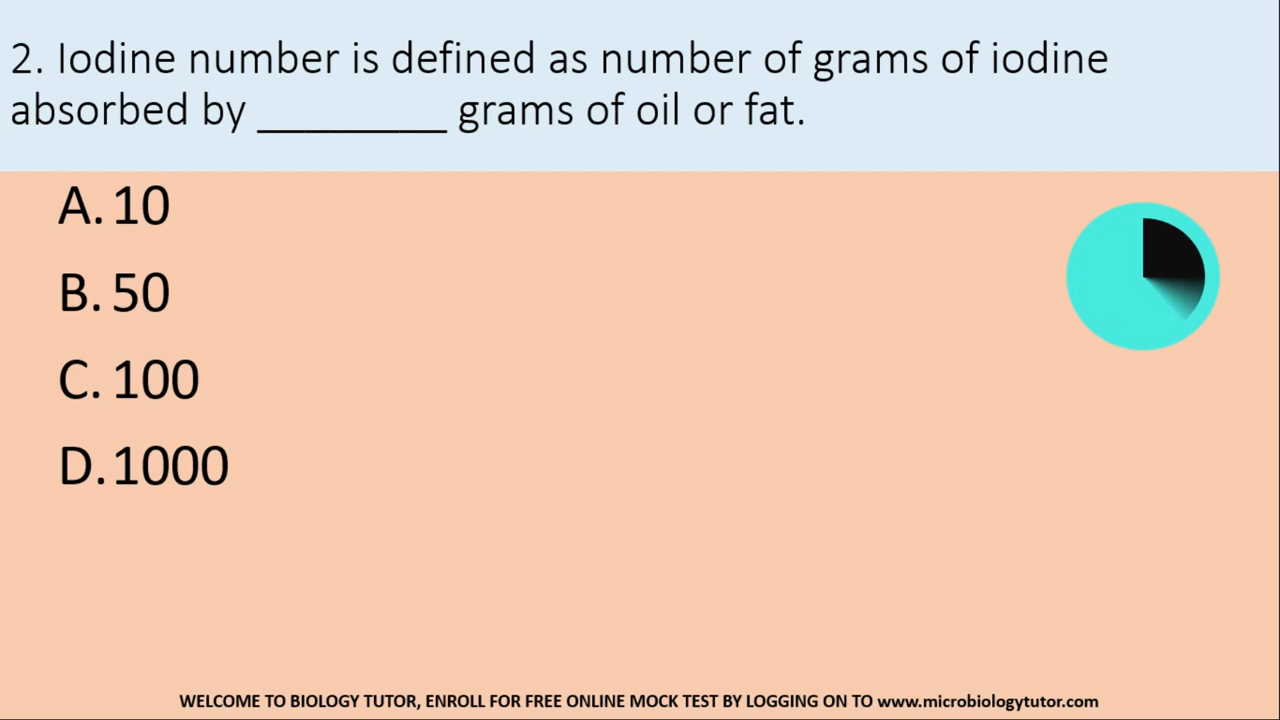 2. Iodine number is defined as number of grams of iodine
absorbed by ________ grams of oil or fat.
A. 10
B. 50
C. 100
D. 1000
WELCOME TO BIOLOGY TUTOR, ENROLL FOR FREE ONLINE MOCK TEST BY LOGGING ON TO www.microbiologytutor.com